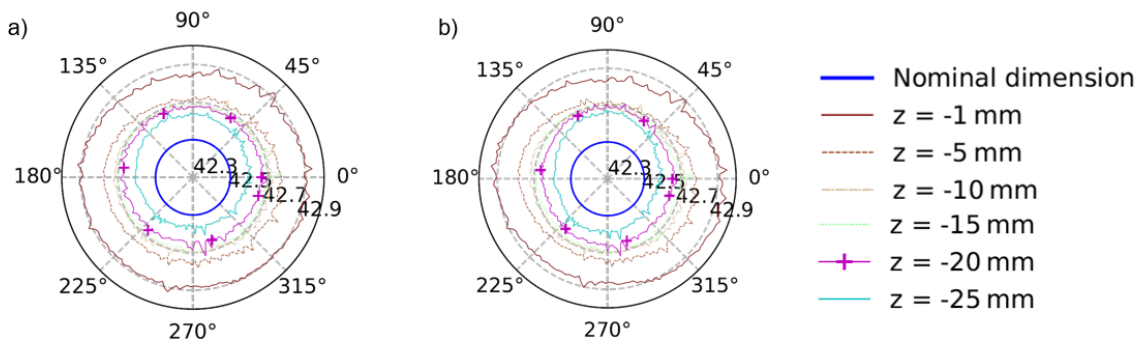 a)
90°
135°
45°
180°
0°
42.3
42.5
42.7
42.9
225°
315°
270°
b)
90°
135°
45°
180°
0°
42.3
42.5
42.7
42.9
225°
315°
270°
Nominal dimension
z = -1 mm
z = -5 mm
z = -10 mm
z = -15 mm
z = -20 mm
z = -25 mm